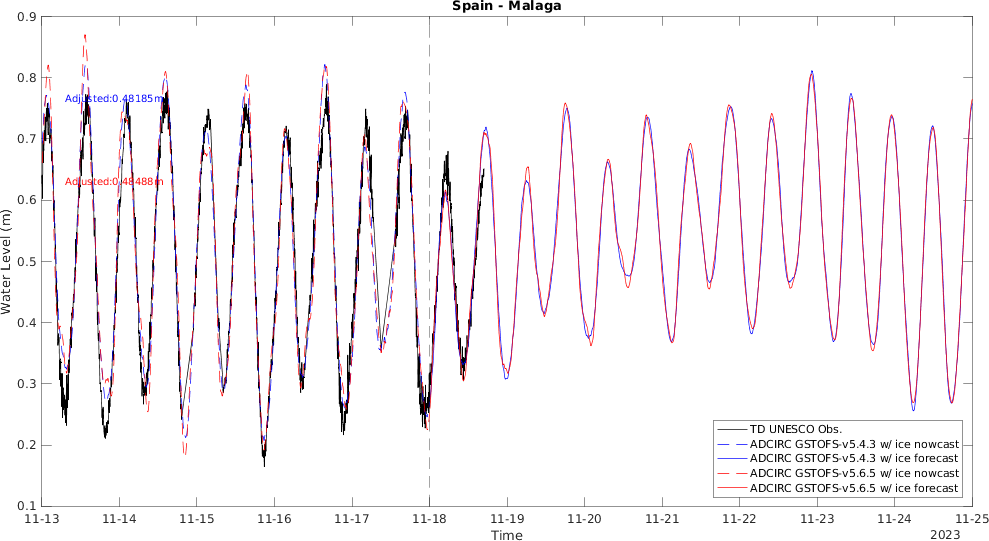 Spain - Malaga
Water Level (m)
0.9
0.8
0.7
0.6
0.5
0.4
0.3
0.2
0.1
Adjusted:0.48185m
Adjusted:0.48488m
TD UNESCO Obs.
ADCIRC GSTOFS-v5.4.3 w/ ice nowcast
ADCIRC GSTOFS-v5.4.3 w/ ice forecast
ADCIRC GSTOFS-v5.6.5 w/ ice nowcast
ADCIRC GSTOFS-v5.6.5 w/ ice forecast
11-13 11-14 11-15 11-16 11-17 11-18 11-19 11-20 11-21 11-22 11-23 11-24 11-25
Time
2023